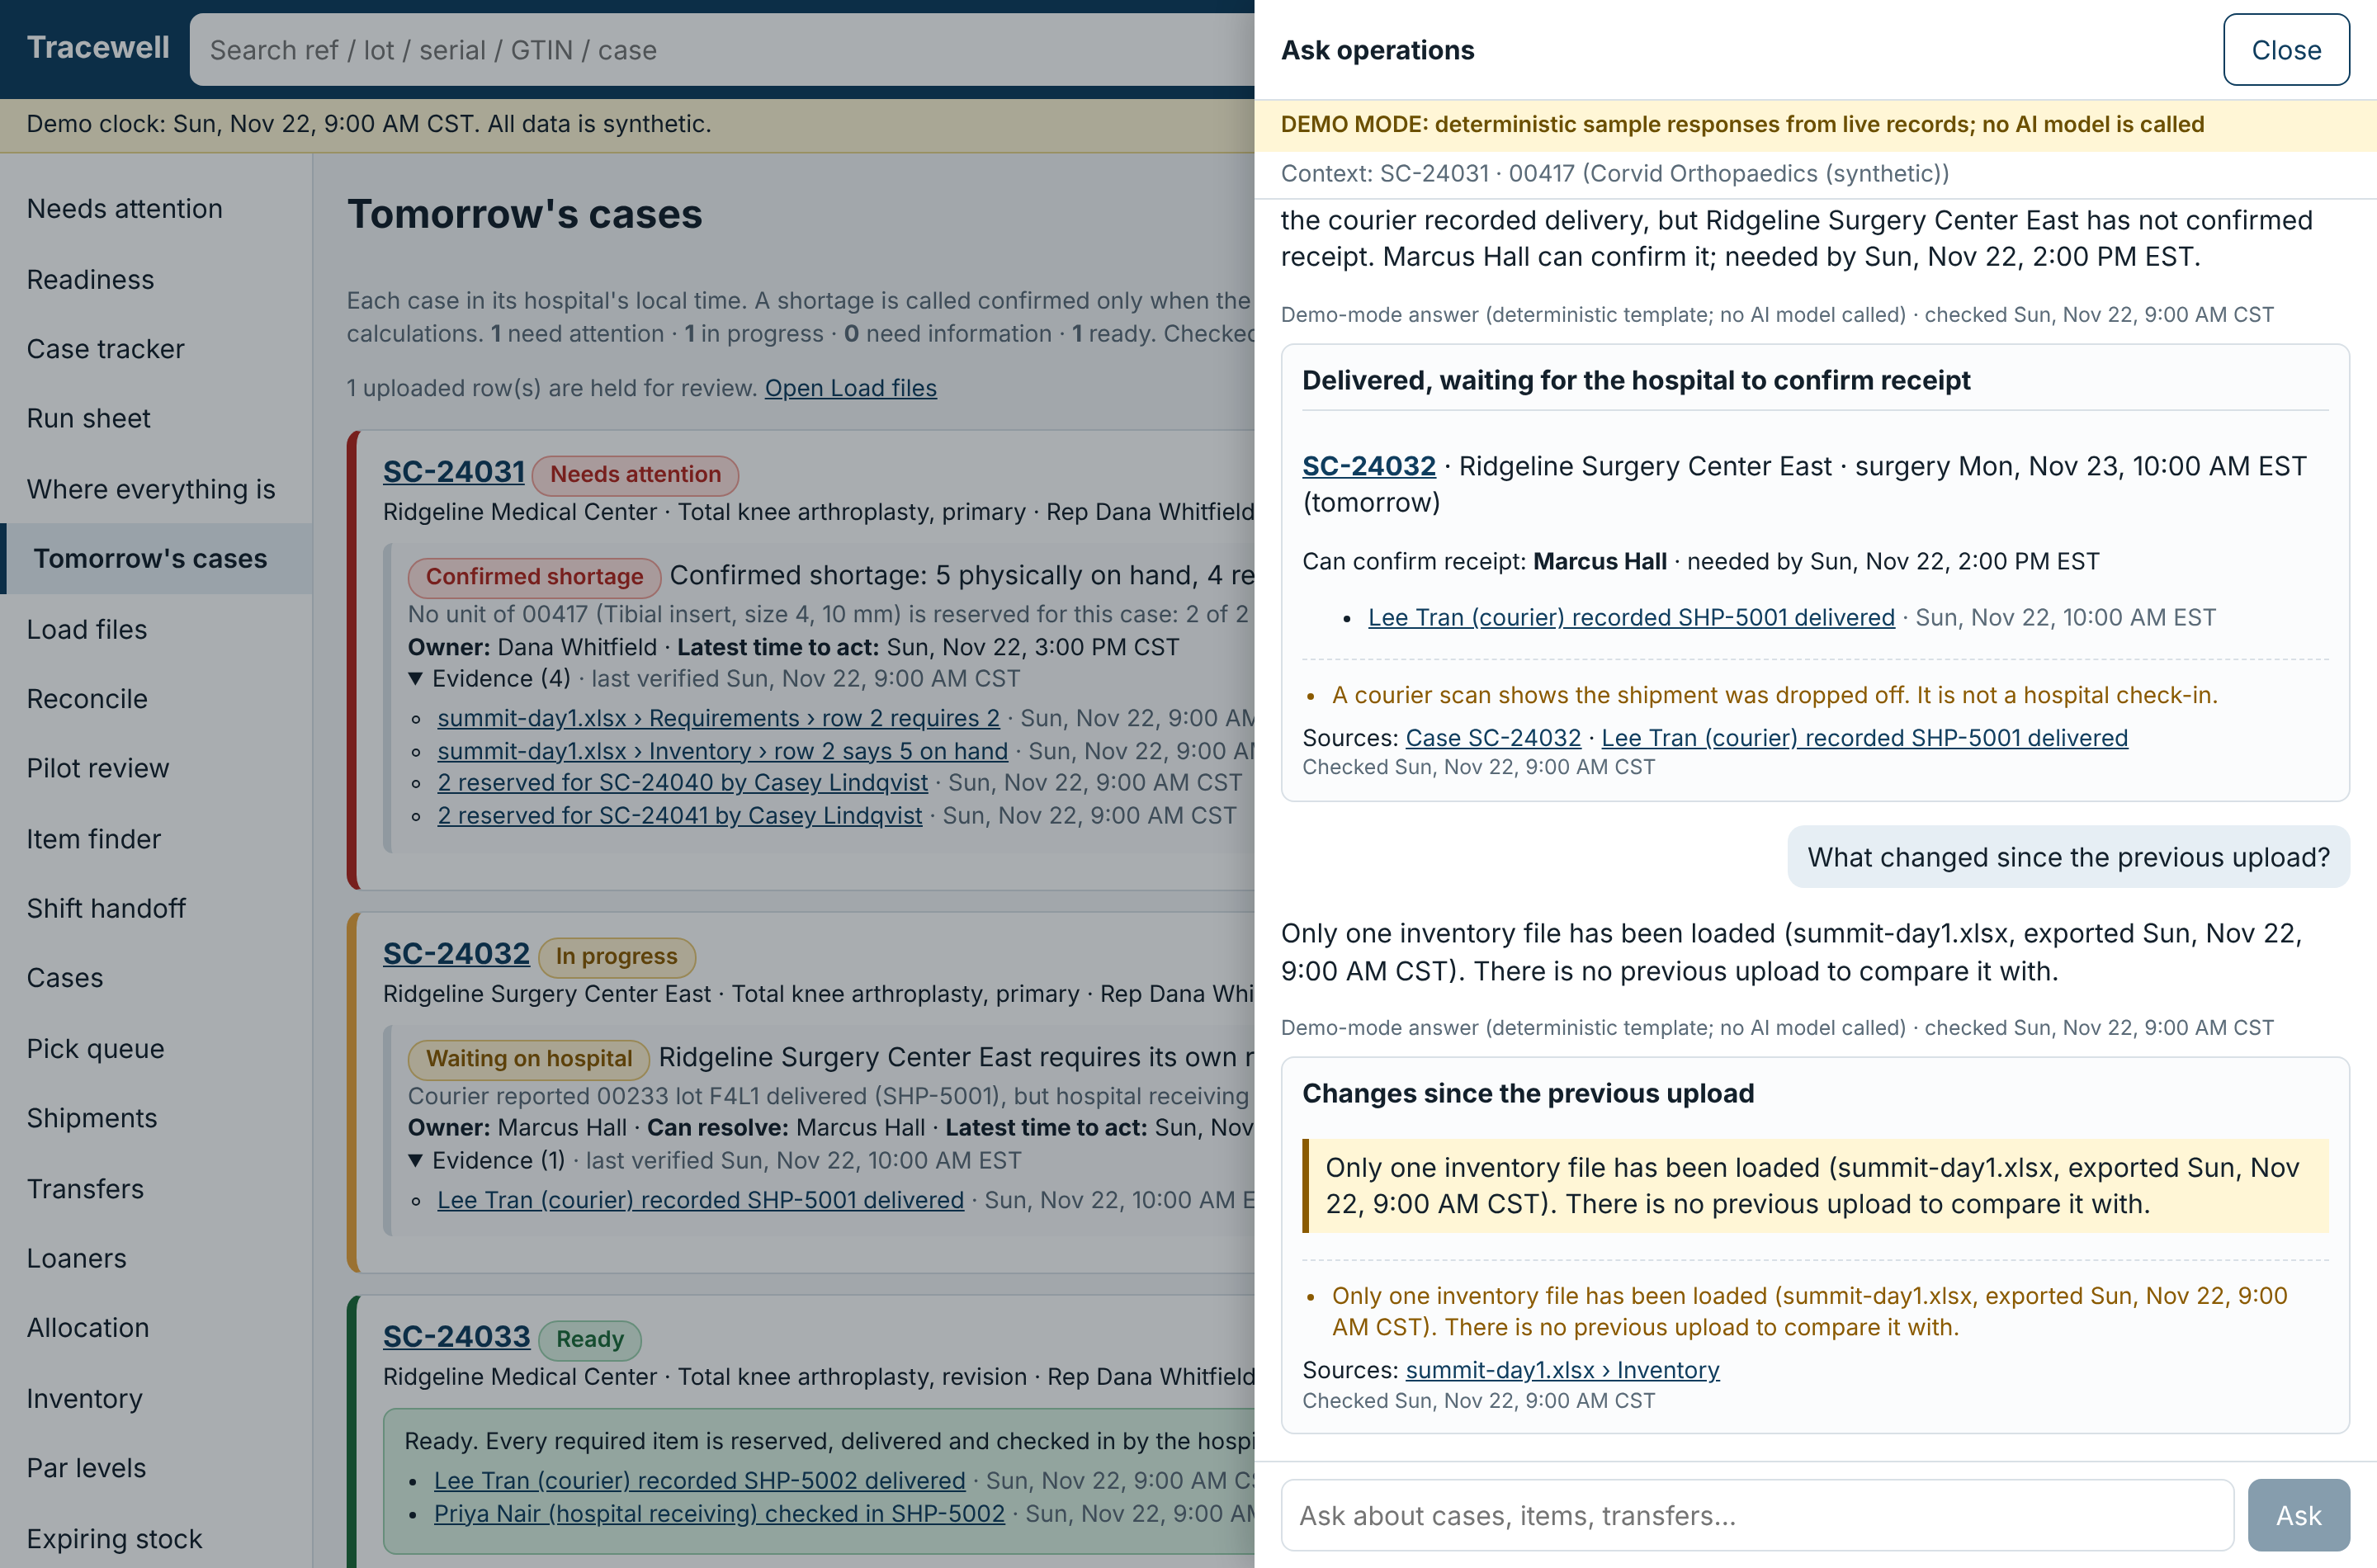 Tracewell
Search ref / lot / serial / GTIN / case
Demo clock: Sun, Nov 22, 9:00 AM CST. All data is synthetic.
Needs attention
Readiness
Case tracker
Run sheet
Where everything is
Tomorrow's cases
Load files
Reconcile
Pilot review
Item finder
Shift handoff
Cases
Pick queue
Shipments
Transfers
Loaners
Allocation
Inventory
Par levels
Expiring stock
Tomorrow's cases
Each case in its hospital's local time. A shortage is called confirmed only when the
calculations. 1 need attention · 1 in progress · 0 need information · 1 ready. Checked
1 uploaded row(s) are held for review. Open Load files
SC-24031 Needs attention
Ridgeline Medical Center · Total knee arthroplasty, primary · Rep Dana Whitfield
Confirmed shortage Confirmed shortage: 5 physically on hand, 4 re
No unit of 00417 (Tibial insert, size 4, 10 mm) is reserved for this case: 2 of 2
Owner: Dana Whitfield · Latest time to act: Sun, Nov 22, 3:00 PM CST
▼ Evidence (4) · last verified Sun, Nov 22, 9:00 AM CST
summit-day1.xlsx › Requirements › row 2 requires 2 · Sun, Nov 22, 9:00 AM
summit-day1.xlsx › Inventory › row 2 says 5 on hand · Sun, Nov 22, 9:00 AM
2 reserved for SC-24040 by Casey Lindqvist · Sun, Nov 22, 9:00 AM CST
2 reserved for SC-24041 by Casey Lindqvist · Sun, Nov 22, 9:00 AM CST
SC-24032 In progress
Ridgeline Surgery Center East · Total knee arthroplasty, primary · Rep Dana Whi
Waiting on hospital Ridgeline Surgery Center East requires its own r
Courier reported 00233 lot F4L1 delivered (SHP-5001), but hospital receiving
Owner: Marcus Hall · Can resolve: Marcus Hall · Latest time to act: Sun, Nov
▼ Evidence (1) · last verified Sun, Nov 22, 10:00 AM EST
Lee Tran (courier) recorded SHP-5001 delivered · Sun, Nov 22, 10:00 AM E
SC-24033 Ready
Ridgeline Medical Center · Total knee arthroplasty, revision · Rep Dana Whitfield
Ready. Every required item is reserved, delivered and checked in by the hospi
Lee Tran (courier) recorded SHP-5002 delivered · Sun, Nov 22, 9:00 AM CS
Priya Nair (hospital receiving) checked in SHP-5002 · Sun, Nov 22, 9:00 AM
Ask operations
Close
DEMO MODE: deterministic sample responses from live records; no AI model is called
Context: SC-24031 · 00417 (Corvid Orthopaedics (synthetic))
the courier recorded delivery, but Ridgeline Surgery Center East has not confirmed
receipt. Marcus Hall can confirm it; needed by Sun, Nov 22, 2:00 PM EST.
Demo-mode answer (deterministic template; no AI model called) · checked Sun, Nov 22, 9:00 AM CST
Delivered, waiting for the hospital to confirm receipt
SC-24032 · Ridgeline Surgery Center East · surgery Mon, Nov 23, 10:00 AM EST
(tomorrow)
Can confirm receipt: Marcus Hall · needed by Sun, Nov 22, 2:00 PM EST
Lee Tran (courier) recorded SHP-5001 delivered · Sun, Nov 22, 10:00 AM EST
A courier scan shows the shipment was dropped off. It is not a hospital check-in.
Sources: Case SC-24032 · Lee Tran (courier) recorded SHP-5001 delivered
Checked Sun, Nov 22, 9:00 AM CST
What changed since the previous upload?
Only one inventory file has been loaded (summit-day1.xlsx, exported Sun, Nov 22,
9:00 AM CST). There is no previous upload to compare it with.
Demo-mode answer (deterministic template; no AI model called) · checked Sun, Nov 22, 9:00 AM CST
Changes since the previous upload
Only one inventory file has been loaded (summit-day1.xlsx, exported Sun, Nov
22, 9:00 AM CST). There is no previous upload to compare it with.
Only one inventory file has been loaded (summit-day1.xlsx, exported Sun, Nov 22, 9:00
AM CST). There is no previous upload to compare it with.
Sources: summit-day1.xlsx › Inventory
Checked Sun, Nov 22, 9:00 AM CST
Ask about cases, items, transfers...
Ask